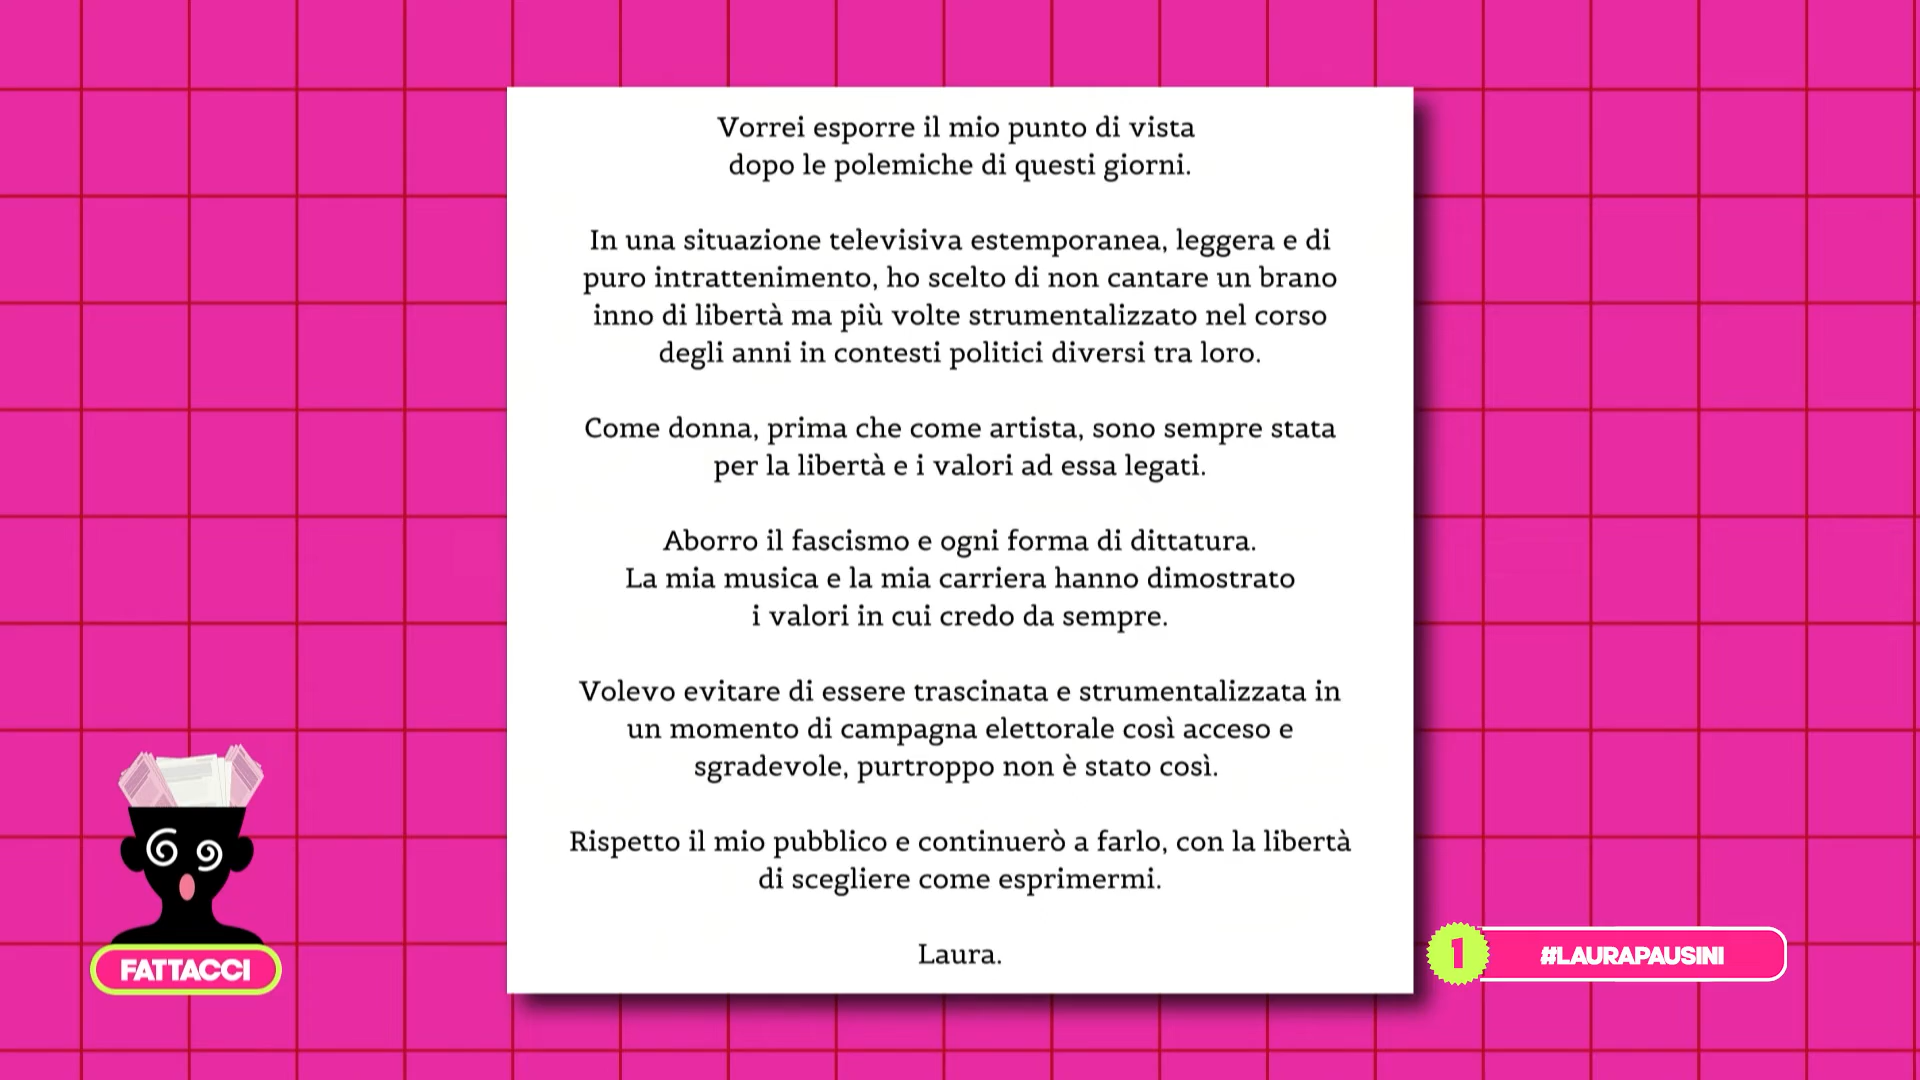 Vorrei esporre il mio punto di vista
dopo le polemiche di questi giorni.
In una situazione televisiva estemporanea, leggera e di
puro intrattenimento, ho scelto di non cantare un brano
inno di libertà ma più volte strumentalizzato nel corso
degli anni in contesti politici diversi tra loro.
Come donna, prima che come artista, sono sempre stata
per la libertà e i valori ad essa legati.
Aborro il fascismo e ogni forma di dittatura.
La mia musica e la mia carriera hanno dimostrato
i valori in cui credo da sempre.
Volevo evitare di essere trascinata e strumentalizzata in
un momento di campagna elettorale così acceso e
sgradevole, purtroppo non è stato così.
Rispetto il mio pubblico e continuerò a farlo, con la libertà
di scegliere come esprimermi.
Laura.
FATTACCI
1 #LAURAPAUSINI